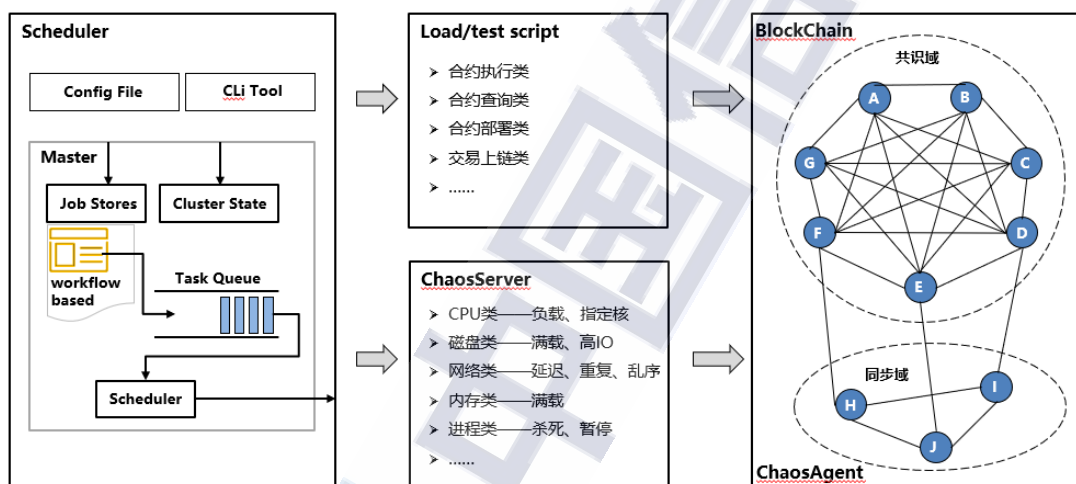 Scheduler
Config File
CLi Tool
Master
Job Stores
Cluster State
workflow
based
Task Queue
Scheduler
Load/test script
合约执行类
合约查询类
合约部署类
交易上链类
……
ChaosServer
CPU类——负载、指定核
磁盘类——满载、高IO
网络类——延迟、重复、乱序
内存类——满载
进程类——杀死、暂停
……
BlockChain
共识域
A
B
G
C
F
D
E
同步域
H
I
J
ChaosAgent
中国信